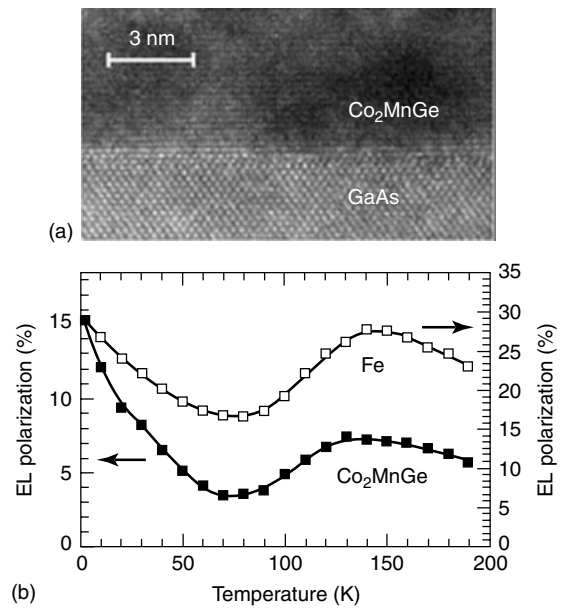 3 nm
Co₂MnGe
GaAs
(a)
EL polarization (%)
15
10
5
0
35
30
25
20
15
10
5
0
EL polarization (%)
Fe
Co₂MnGe
0 50 100 150 200
(b) Temperature (K)